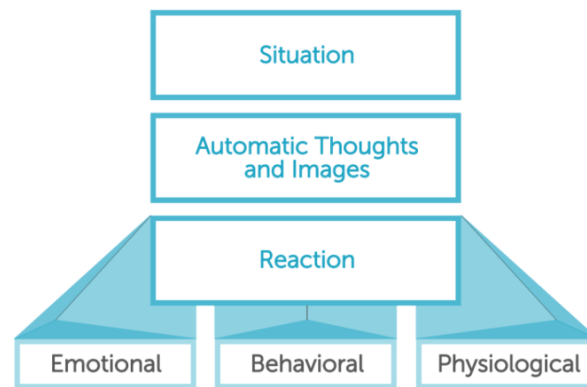 Situation
Automatic Thoughts
and Images
Reaction
Emotional
Behavioral
Physiological